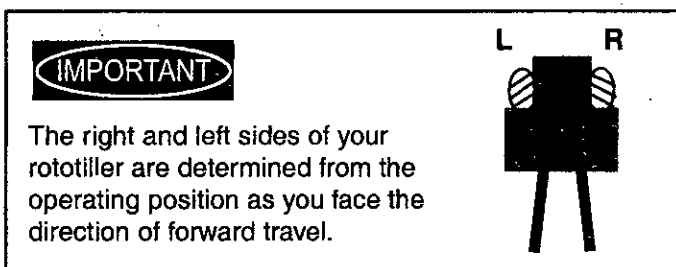 L R
IMPORTANT
The right and left sides of your
rototiller are determined from the
operating position as you face the
direction of forward travel.